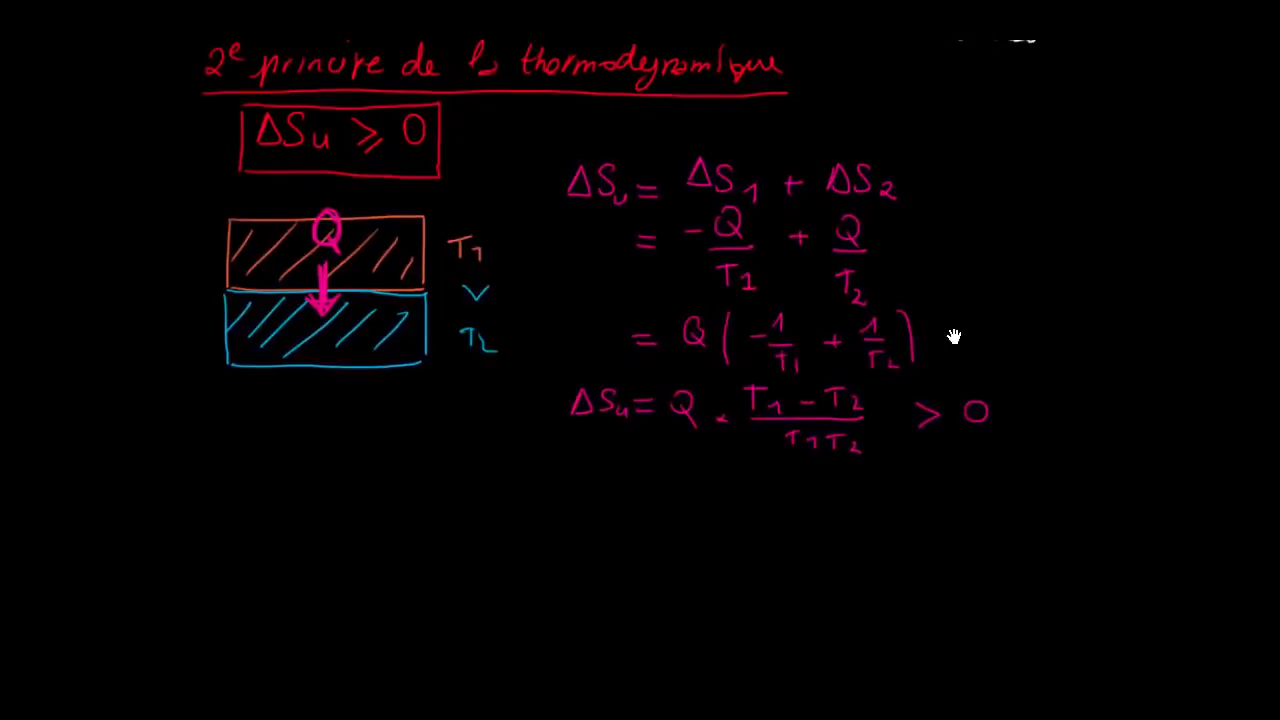 2e principe de la thermodynamique
ΔSu ⩾ 0
Q
T1
V
T2
ΔSu = ΔS1 + ΔS2
= -Q/T1 + Q/T2
= Q ( -1/T1 + 1/T2 )
ΔSu = Q . T1 - T2 / T1T2 > 0